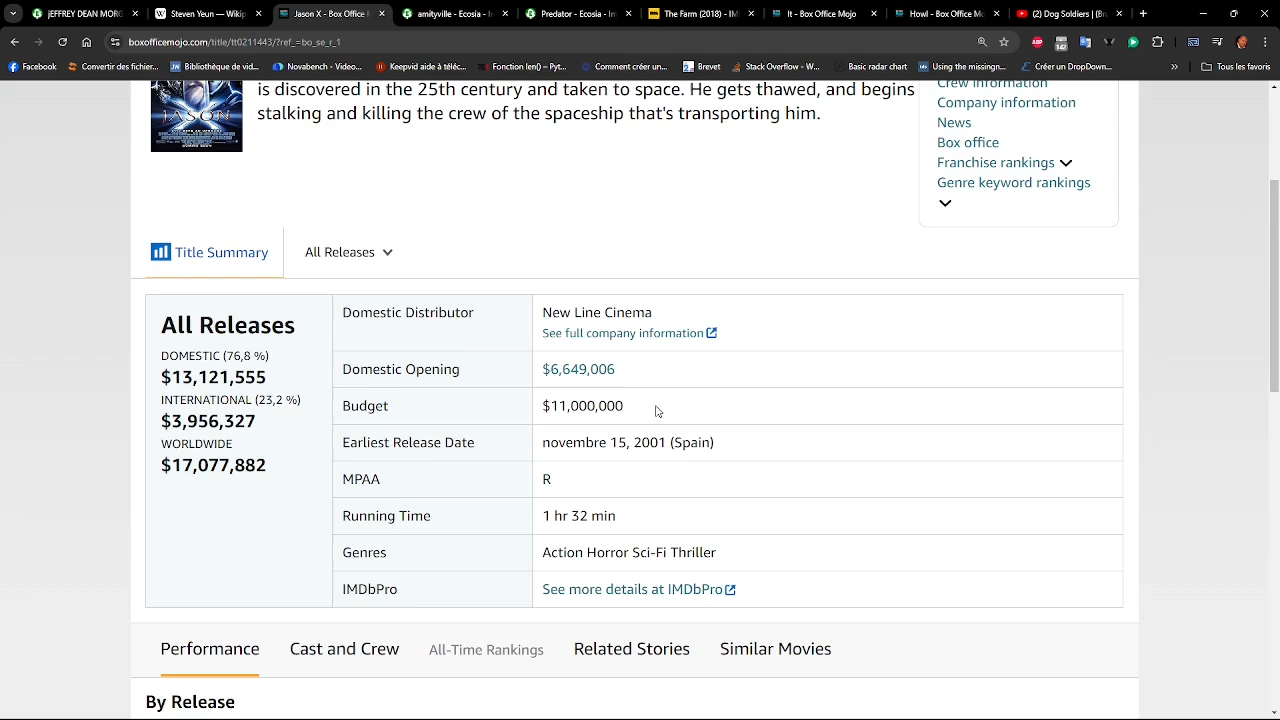 jEFFREY DEAN MORG
Steven Yeun — Wikip
Jason X - Box Office
amityville - Ecosia - In
Predator - Ecosia - Im
The Farm (2018) - IM
It - Box Office Mojo
Howl - Box Office Mo
(2) Dog Soldiers | (Br
boxofficemojo.com/title/tt0211443/?ref_=bo_se_r_1
Facebook
Convertir des fichier...
Bibliothèque de vid...
Novabench - Video...
Keepvid aide à téléc...
Fonction len() – Pyt...
Comment créer un...
Brevet
Stack Overflow - W...
Basic radar chart
Using the missingn...
Créer un DropDown...
Tous les favoris
is discovered in the 25th century and taken to space. He gets thawed, and begins
stalking and killing the crew of the spaceship that's transporting him.
JASON
Crew information
Company information
News
Box office
Franchise rankings
Genre keyword rankings
Title Summary
All Releases
All Releases
DOMESTIC (76,8 %)
$13,121,555
INTERNATIONAL (23,2 %)
$3,956,327
WORLDWIDE
$17,077,882
Domestic Distributor
New Line Cinema
See full company information
Domestic Opening
$6,649,006
Budget
$11,000,000
Earliest Release Date
novembre 15, 2001 (Spain)
MPAA
R
Running Time
1 hr 32 min
Genres
Action Horror Sci-Fi Thriller
IMDbPro
See more details at IMDbPro
Performance
Cast and Crew
All-Time Rankings
Related Stories
Similar Movies
By Release